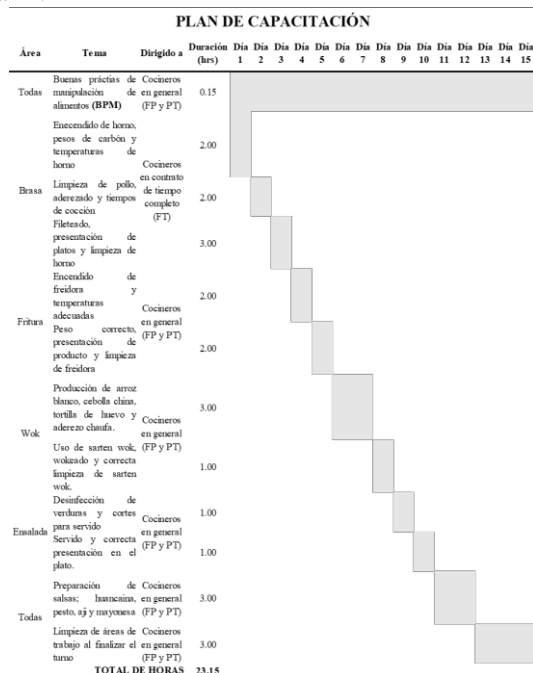 PLAN DE CAPACITACIÓN
Área Tema Dirigido a Duración (hrs) Día 1 Día 2 Día 3 Día 4 Día 5 Día 6 Día 7 Día 8 Día 9 Día 10 Día 11 Día 12 Día 13 Día 14 Día 15
Todas
Buenas práctias de
manipulación de
alimentos (BPM)
Cocineros
en general
(FP y PT)
0.15
Brasa
Enecendido de horno,
pesos de carbón y
temperaturas de
horno
Cocineros
en contrato
de tiempo
completo
(FT)
2.00
Limpieza de pollo,
aderezado y tiempos
de cocción
2.00
Fileteado,
presentación de
platos y limpieza de
horno
3.00
Fritura
Encendido de
freidora y
temperaturas
adecuadas
Cocineros
en general
(FP y PT)
2.00
Peso correcto,
presentación de
producto y limpieza
de freidora
2.00
Wok
Producción de arroz
blanco, cebolla china,
tortilla de huevo y
aderezo chaufa.
Cocineros
en general
(FP y PT)
3.00
Uso de sarten wok,
wokeado y correcta
limpieza de sarten
wok.
1.00
Ensalada
Desinfección de
verduras y cortes
para servido
Cocineros
en general
(FP y PT)
1.00
Servido y correcta
presentación en el
plato.
1.00
Todas
Preparación de
salsas; huancaina,
pesto, aji y mayonesa
Cocineros
en general
(FP y PT)
3.00
Limpieza de áreas de
trabajo al finalizar el
turno
Cocineros
en general
(FP y PT)
3.00
TOTAL DE HORAS 23.15